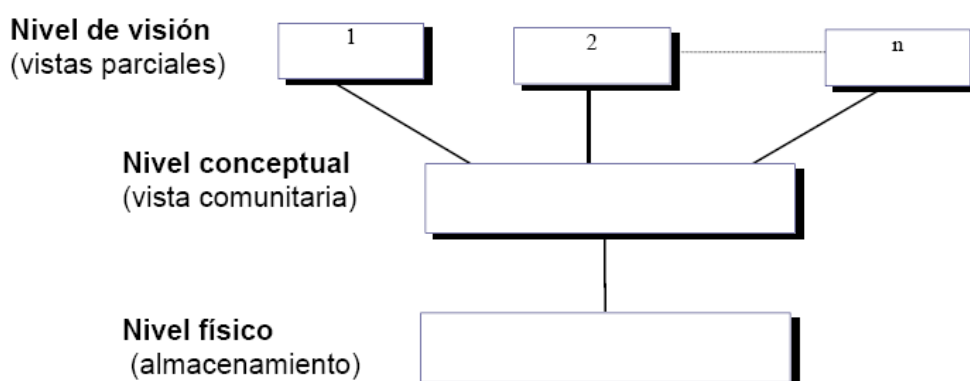 Nivel de visión
(vistas parciales)
1
2
n
Nivel conceptual
(vista comunitaria)
Nivel físico
(almacenamiento)